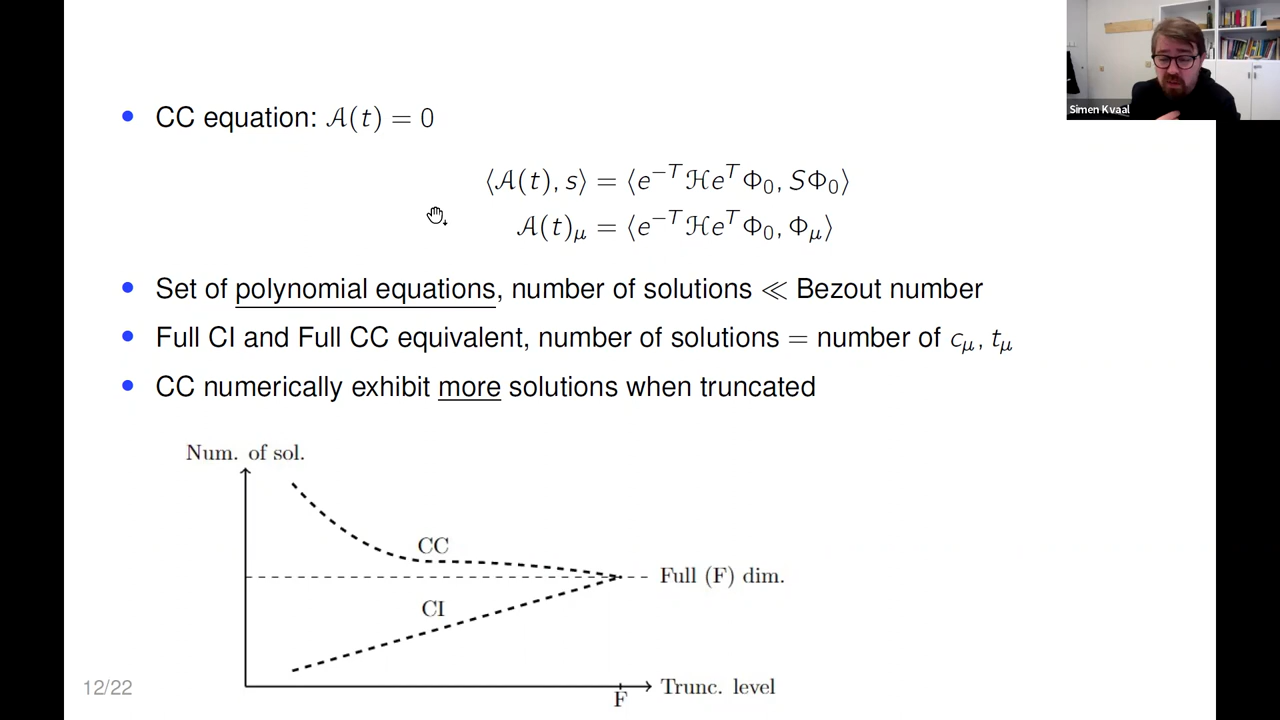 • CC equation: 𝒜(t) = 0
⟨𝒜(t), s⟩ = ⟨e^{−T}ℋe^{T}Φ₀, SΦ₀⟩
𝒜(t)_μ = ⟨e^{−T}ℋe^{T}Φ₀, Φ_μ⟩
• Set of polynomial equations, number of solutions ≪ Bezout number
• Full CI and Full CC equivalent, number of solutions = number of c_μ, t_μ
• CC numerically exhibit more solutions when truncated
Num. of sol.
CC
Full (F) dim.
CI
F
Trunc. level
12/22
Simen Kvaal